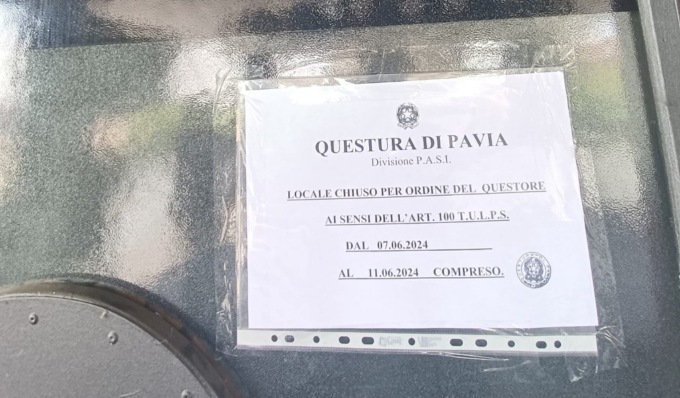 QUESTURA DI PAVIA
Divisione P.A.S.I.
LOCALE CHIUSO PER ORDINE DEL QUESTORE
AI SENSI DELL'ART. 100 T.U.L.P.S.
DAL 07.06.2024
AL 11.06.2024 COMPRESO.